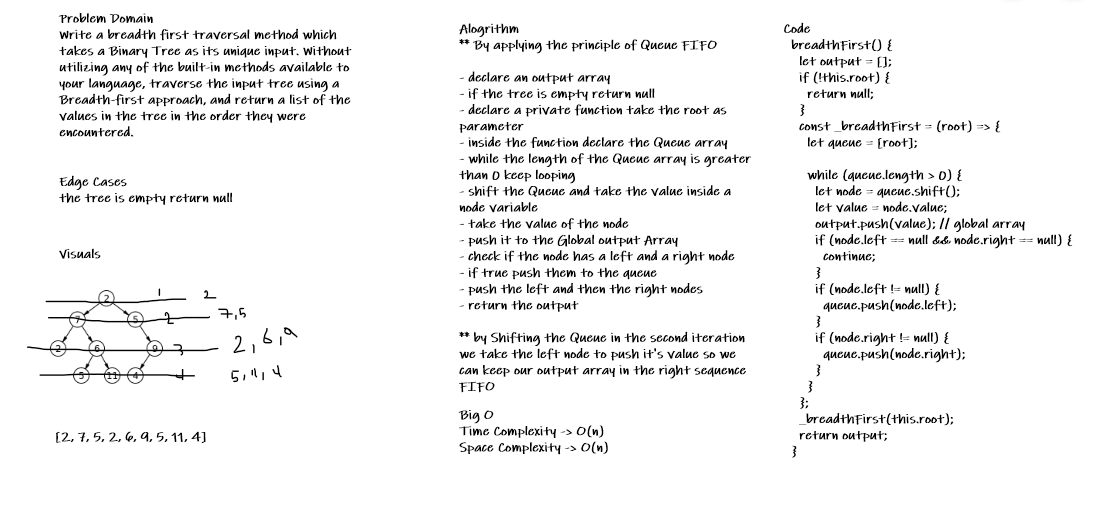 Problem Domain
Write a breadth first traversal method which
takes a Binary Tree as its unique input. Without
utilizing any of the built-in methods available to
your language, traverse the input tree using a
Breadth-first approach, and return a list of the
values in the tree in the order they were
encountered.
Edge Cases
the tree is empty return null
Visuals
2 1 2
7 5 2 7,5
2 6 9 3 2, 6, 9
5 11 4 4 5, 11, 4
[2, 7, 5, 2, 6, 9, 5, 11, 4]
Alogrithm
** By applying the principle of Queue FIFO
- declare an output array
- if the tree is empty return null
- declare a private function take the root as
parameter
- inside the function declare the Queue array
- while the length of the Queue array is greater
than 0 keep looping
- shift the Queue and take the value inside a
node variable
- take the value of the node
- push it to the Global output Array
- check if the node has a left and a right node
- if true push them to the queue
- push the left and then the right nodes
- return the output
** by Shifting the Queue in the second iteration
we take the left node to push it's value so we
can keep our output array in the right sequence
FIFO
Big O
Time Complexity -> O(n)
Space Complexity -> O(n)
Code
breadthFirst() {
let output = [];
if (!this.root) {
return null;
}
const _breadthFirst = (root) => {
let queue = [root];
while (queue.length > 0) {
let node = queue.shift();
let value = node.value;
output.push(value); // global array
if (node.left == null && node.right == null) {
continue;
}
if (node.left != null) {
queue.push(node.left);
}
if (node.right != null) {
queue.push(node.right);
}
}
};
_breadthFirst(this.root);
return output;
}